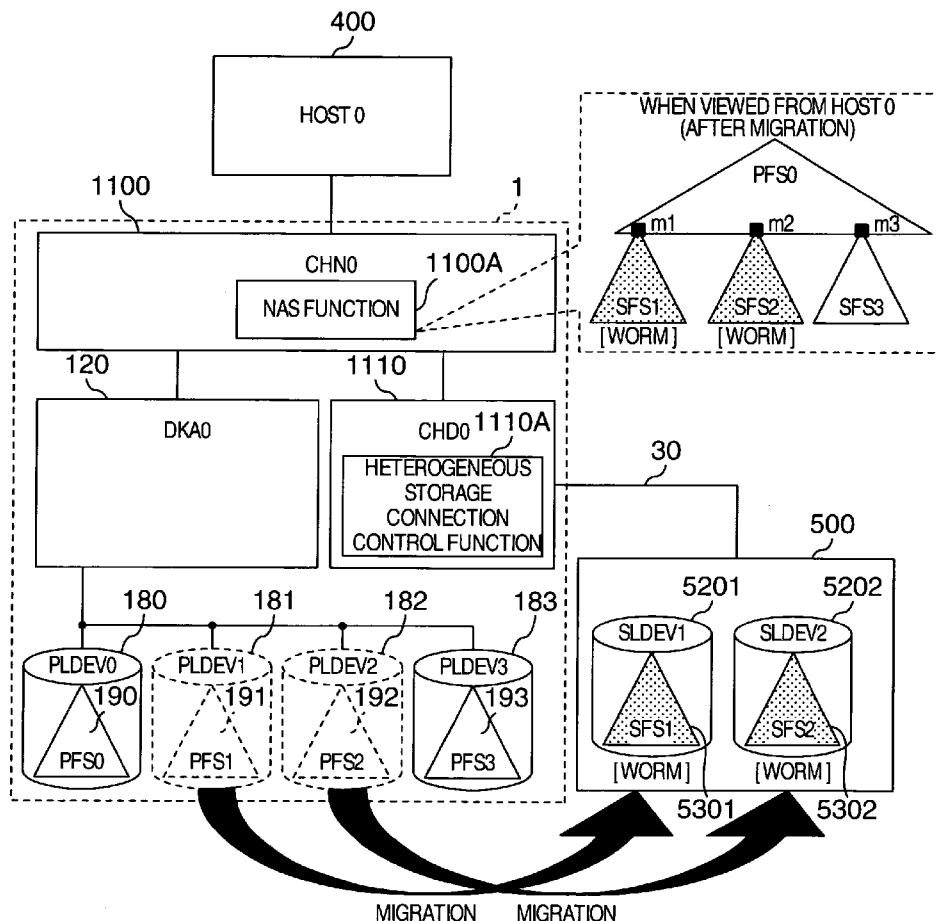 400
HOST 0
WHEN VIEWED FROM HOST 0
(AFTER MIGRATION)
PFS0
m1
m2
m3
SFS1
SFS2
SFS3
[WORM]
[WORM]
1100
1
CHN0
1100A
NAS FUNCTION
120
DKA0
1110
CHD0
1110A
HETEROGENEOUS
STORAGE
CONNECTION
CONTROL FUNCTION
30
500
180
181
182
183
PLDEV0
PLDEV1
PLDEV2
PLDEV3
190
191
192
193
PFS0
PFS1
PFS2
PFS3
5201
5202
SLDEV1
SLDEV2
SFS1
SFS2
[WORM]
[WORM]
5301
5302
MIGRATION
MIGRATION